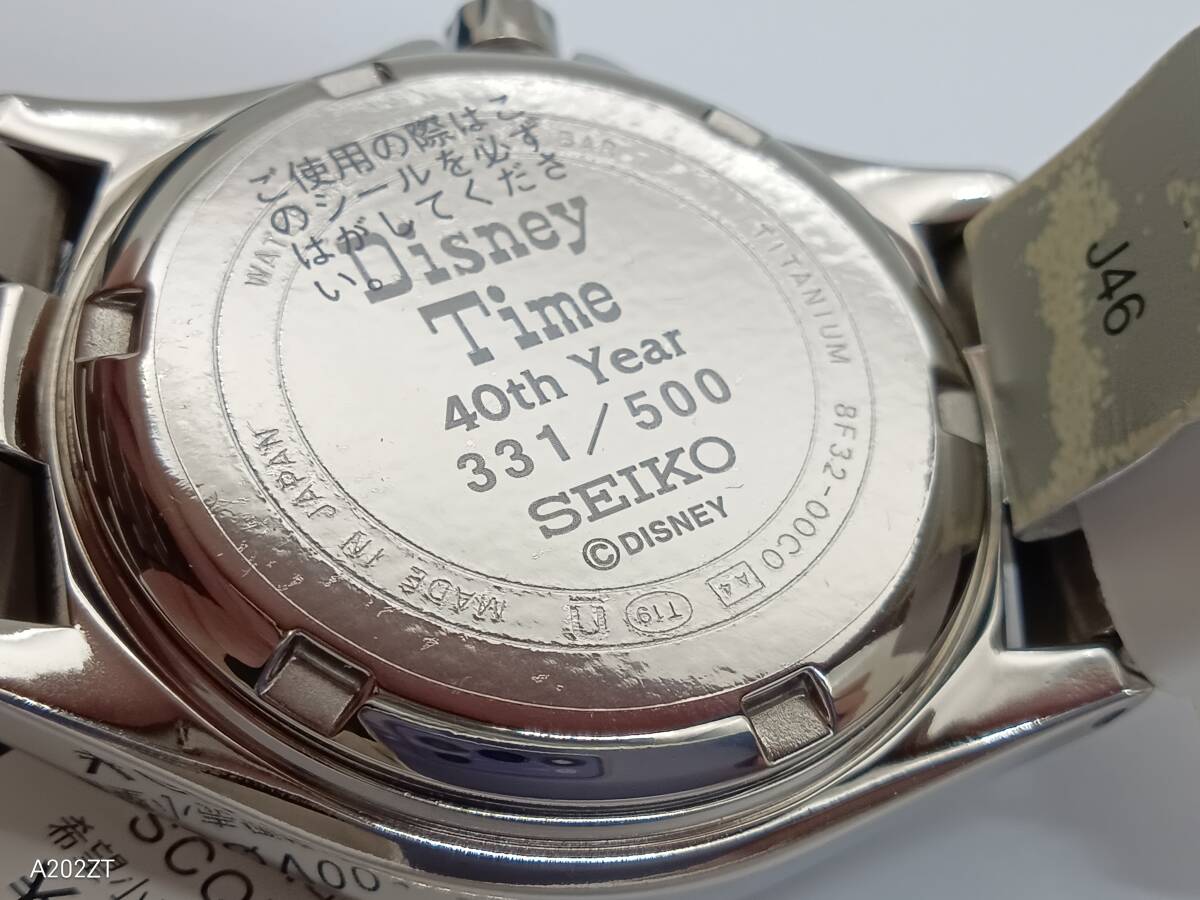 ご使用の際はこ
のシールを必ず
はがしてくださ
い。
Disney
Time
40th Year
331/500
SEIKO
©DISNEY
BAR
TITANIUM
8F32-00C0
A4
T19
MADE IN JAPAN
J46
A202ZT